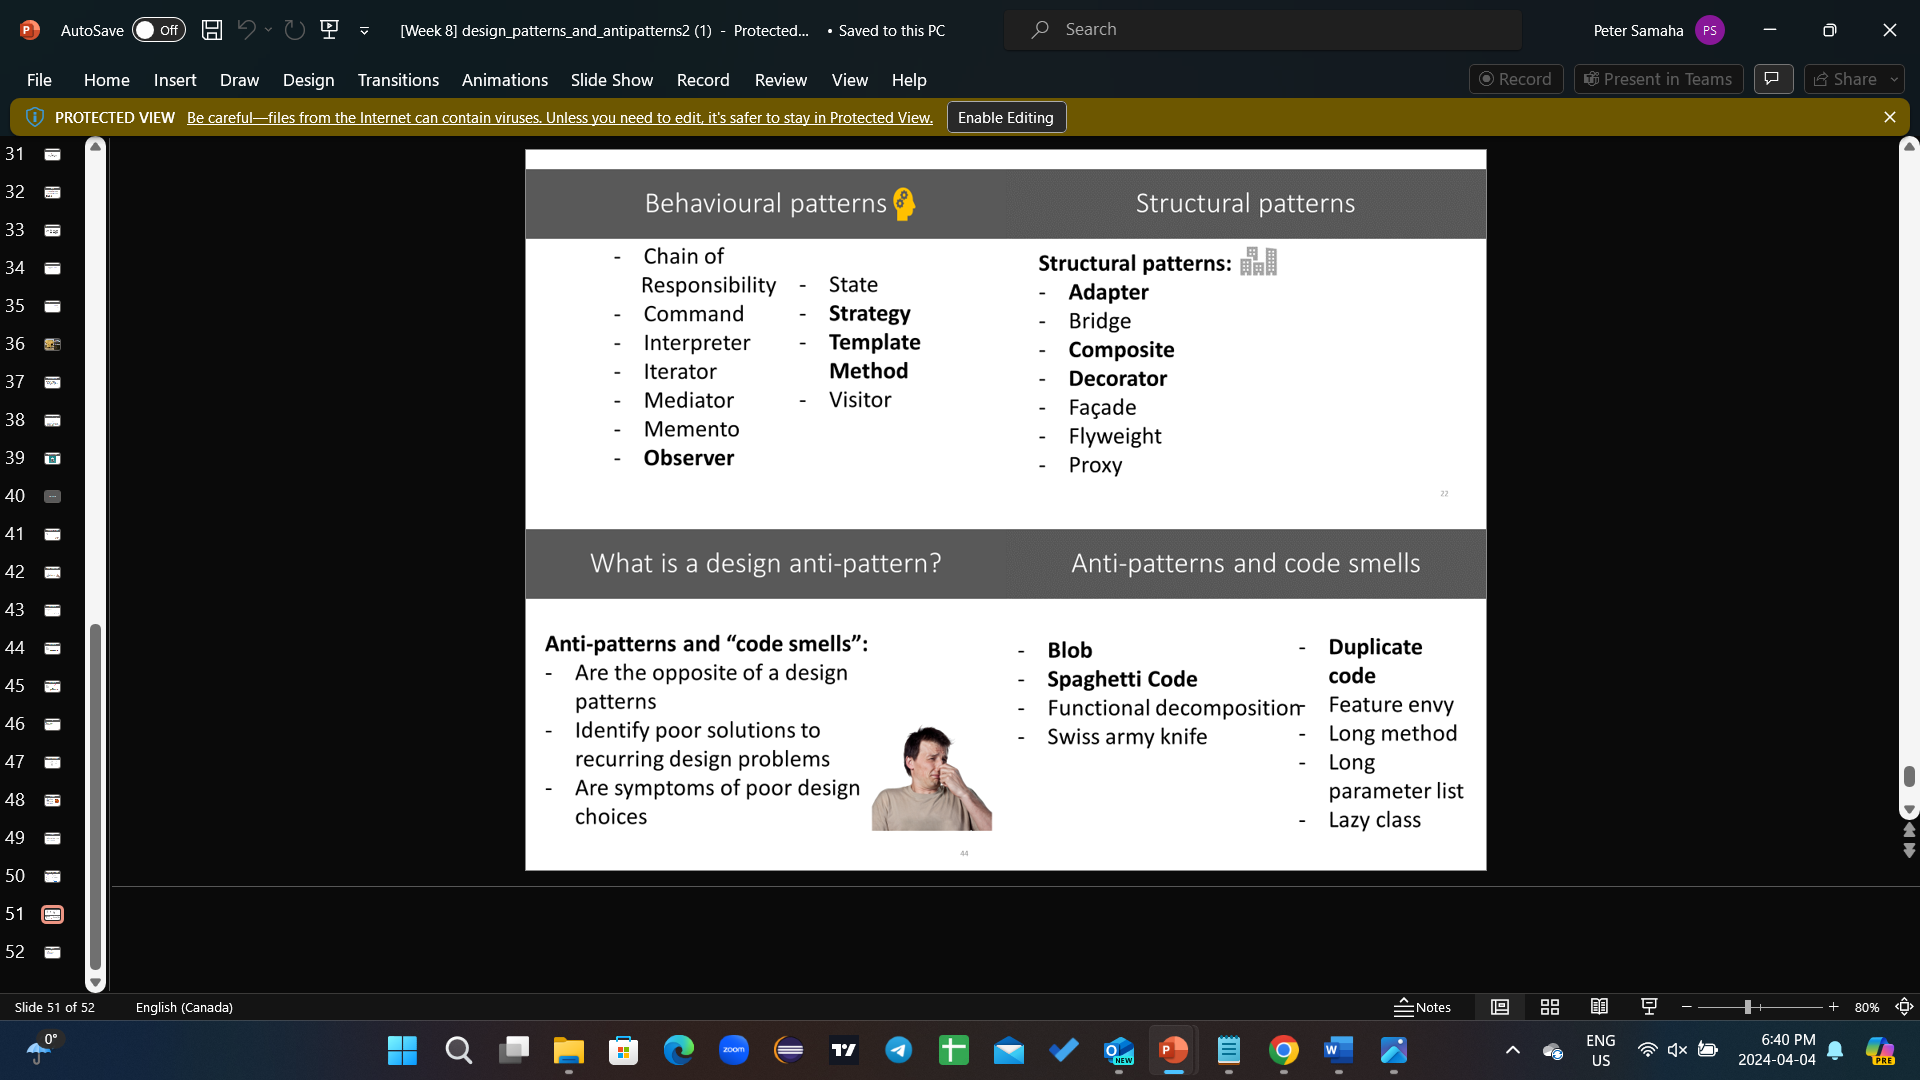 AutoSave Off [Week 8] design_patterns_and_antipatterns2 (1) - Protected... • Saved to this PC Search Peter Samaha PS
File Home Insert Draw Design Transitions Animations Slide Show Record Review View Help Record Present in Teams Share
PROTECTED VIEW Be careful—files from the Internet can contain viruses. Unless you need to edit, it's safer to stay in Protected View. Enable Editing
31
32
33
34
35
36
37
38
39
40
41
42
43
44
45
46
47
48
49
50
51
52
Behavioural patterns
- Chain of
Responsibility
- Command
- Interpreter
- Iterator
- Mediator
- Memento
- Observer
- State
- Strategy
- Template
Method
- Visitor
Structural patterns
Structural patterns:
- Adapter
- Bridge
- Composite
- Decorator
- Façade
- Flyweight
- Proxy
22
What is a design anti-pattern?
Anti-patterns and “code smells”:
- Are the opposite of a design
patterns
- Identify poor solutions to
recurring design problems
- Are symptoms of poor design
choices
44
Anti-patterns and code smells
- Blob
- Spaghetti Code
- Functional decomposition
- Swiss army knife
- Duplicate
code
- Feature envy
- Long method
- Long
parameter list
- Lazy class
Slide 51 of 52 English (Canada) Notes 80%
0° zoom NEW ENG
US
6:40 PM
2024-04-04
PRE